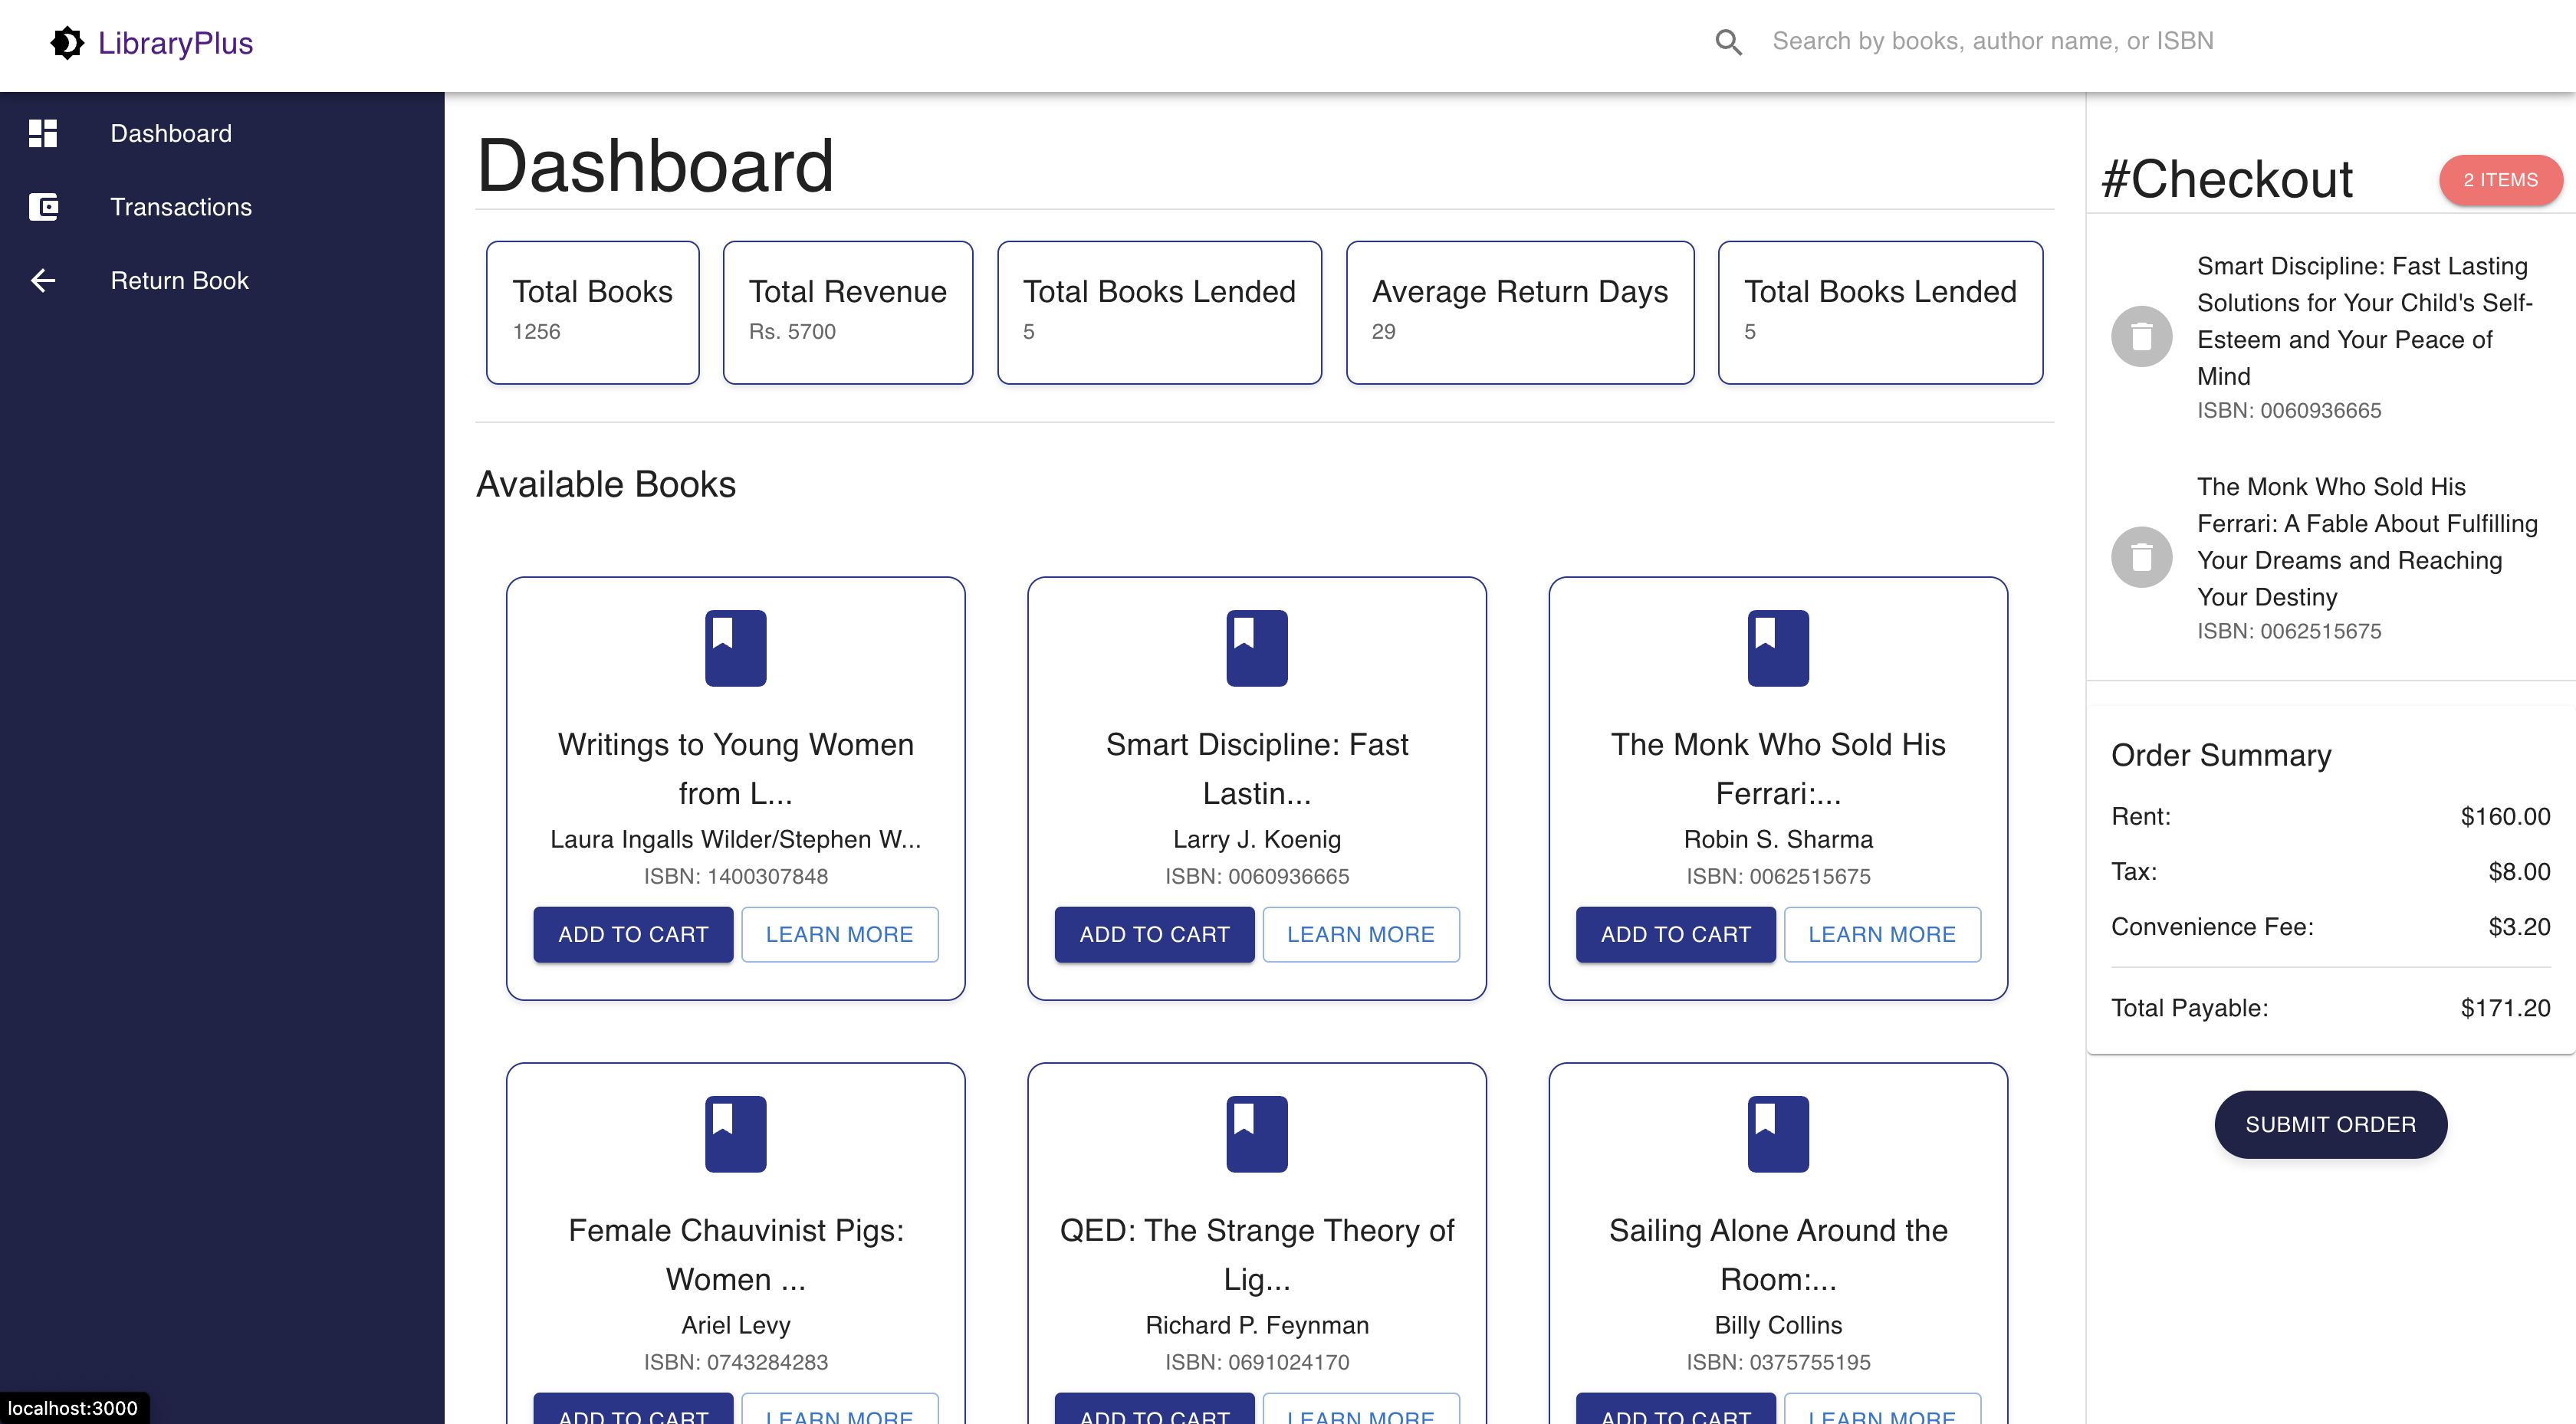 LibraryPlus
Search by books, author name, or ISBN
Dashboard
Transactions
Return Book
Dashboard
Total Books
1256
Total Revenue
Rs. 5700
Total Books Lended
5
Average Return Days
29
Total Books Lended
5
Available Books
Writings to Young Women
from L...
Laura Ingalls Wilder/Stephen W...
ISBN: 1400307848
ADD TO CART
LEARN MORE
Smart Discipline: Fast
Lastin...
Larry J. Koenig
ISBN: 0060936665
ADD TO CART
LEARN MORE
The Monk Who Sold His
Ferrari:...
Robin S. Sharma
ISBN: 0062515675
ADD TO CART
LEARN MORE
Female Chauvinist Pigs:
Women ...
Ariel Levy
ISBN: 0743284283
ADD TO CART
LEARN MORE
QED: The Strange Theory of
Lig...
Richard P. Feynman
ISBN: 0691024170
ADD TO CART
LEARN MORE
Sailing Alone Around the
Room:...
Billy Collins
ISBN: 0375755195
ADD TO CART
LEARN MORE
#Checkout
2 ITEMS
Smart Discipline: Fast Lasting
Solutions for Your Child's Self-
Esteem and Your Peace of
Mind
ISBN: 0060936665
The Monk Who Sold His
Ferrari: A Fable About Fulfilling
Your Dreams and Reaching
Your Destiny
ISBN: 0062515675
Order Summary
Rent: $160.00
Tax: $8.00
Convenience Fee: $3.20
Total Payable: $171.20
SUBMIT ORDER
localhost:3000